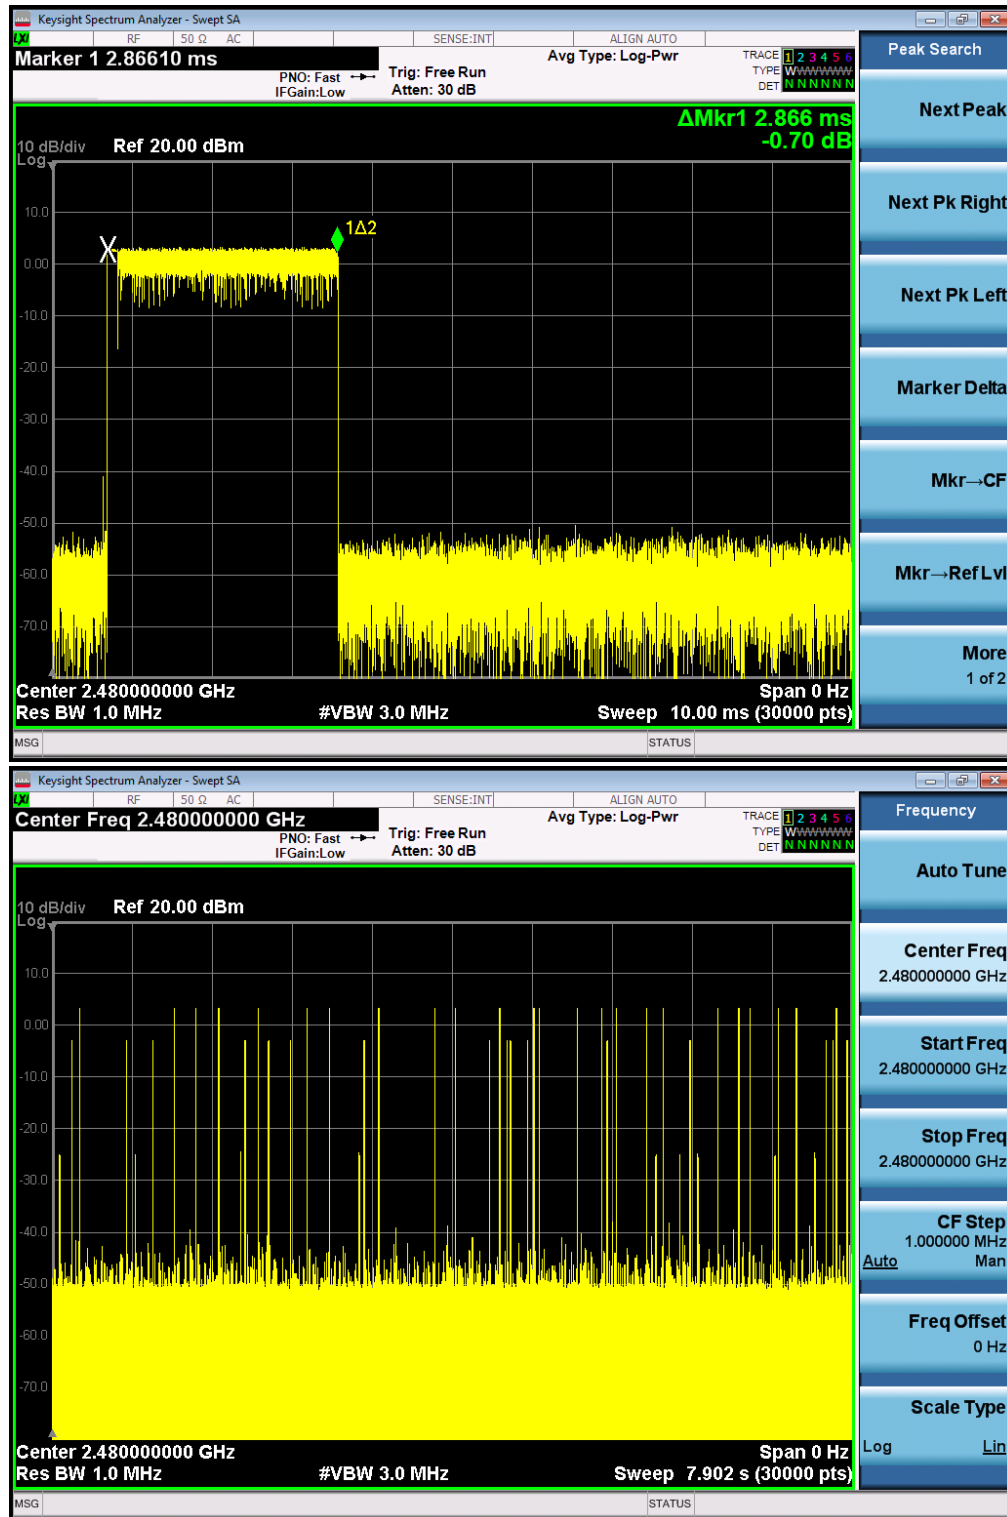 Keysight Spectrum Analyzer - Swept SA
LXI RF 50 Ω AC SENSE:INT ALIGN AUTO
Marker 1 2.86610 ms
PNO: Fast
IFGain:Low
Trig: Free Run
Atten: 30 dB
Avg Type: Log-Pwr
TRACE 1 2 3 4 5 6
TYPE WWWWWW
DET N N N N N N
ΔMkr1 2.866 ms
-0.70 dB
10 dB/div Ref 20.00 dBm
Log
10.0
0.00
-10.0
-20.0
-30.0
-40.0
-50.0
-60.0
-70.0
X
1Δ2
Center 2.480000000 GHz Span 0 Hz
Res BW 1.0 MHz #VBW 3.0 MHz Sweep 10.00 ms (30000 pts)
MSG STATUS
Peak Search
Next Peak
Next Pk Right
Next Pk Left
Marker Delta
Mkr→CF
Mkr→Ref Lvl
More
1 of 2
Keysight Spectrum Analyzer - Swept SA
LXI RF 50 Ω AC SENSE:INT ALIGN AUTO
Center Freq 2.480000000 GHz
PNO: Fast
IFGain:Low
Trig: Free Run
Atten: 30 dB
Avg Type: Log-Pwr
TRACE 1 2 3 4 5 6
TYPE WWWWWW
DET N N N N N N
10 dB/div Ref 20.00 dBm
Log
10.0
0.00
-10.0
-20.0
-30.0
-40.0
-50.0
-60.0
-70.0
Center 2.480000000 GHz Span 0 Hz
Res BW 1.0 MHz #VBW 3.0 MHz Sweep 7.902 s (30000 pts)
MSG STATUS
Frequency
Auto Tune
Center Freq
2.480000000 GHz
Start Freq
2.480000000 GHz
Stop Freq
2.480000000 GHz
CF Step
1.000000 MHz
Auto Man
Freq Offset
0 Hz
Scale Type
Log Lin